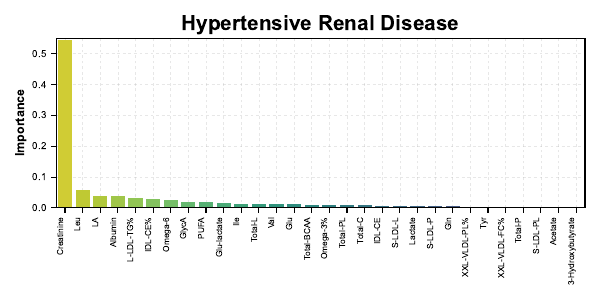 Hypertensive Renal Disease
Importance
0.5
0.4
0.3
0.2
0.1
0.0
Creatinine
Leu
LA
Albumin
L-LDL-TG%
IDL-CE%
Omega-6
GlycA
PUFA
Glu-lactate
Ile
Total-L
Val
Glu
Total-BCAA
Omega-3%
Total-PL
Total-C
IDL-CE
S-LDL-L
Lactate
S-LDL-P
Gln
XXL-VLDL-PL%
Tyr
XXL-VLDL-FC%
Total-P
S-LDL-PL
Acetate
3-Hydroxybutyrate